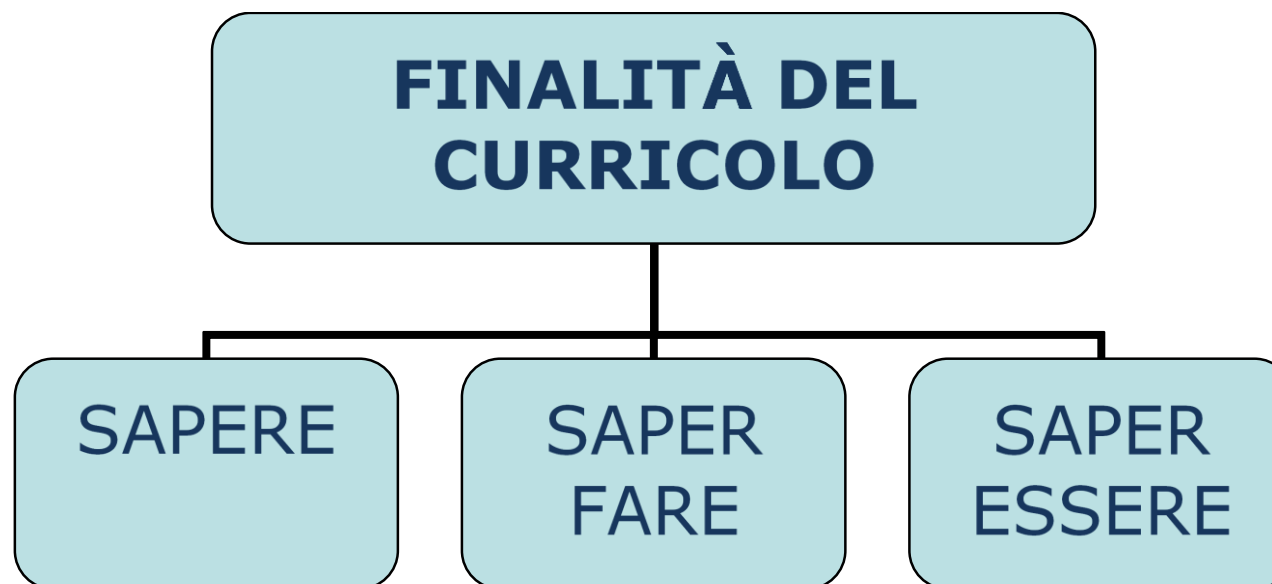 FINALITÀ DEL
CURRICOLO
SAPERE
SAPER
FARE
SAPER
ESSERE